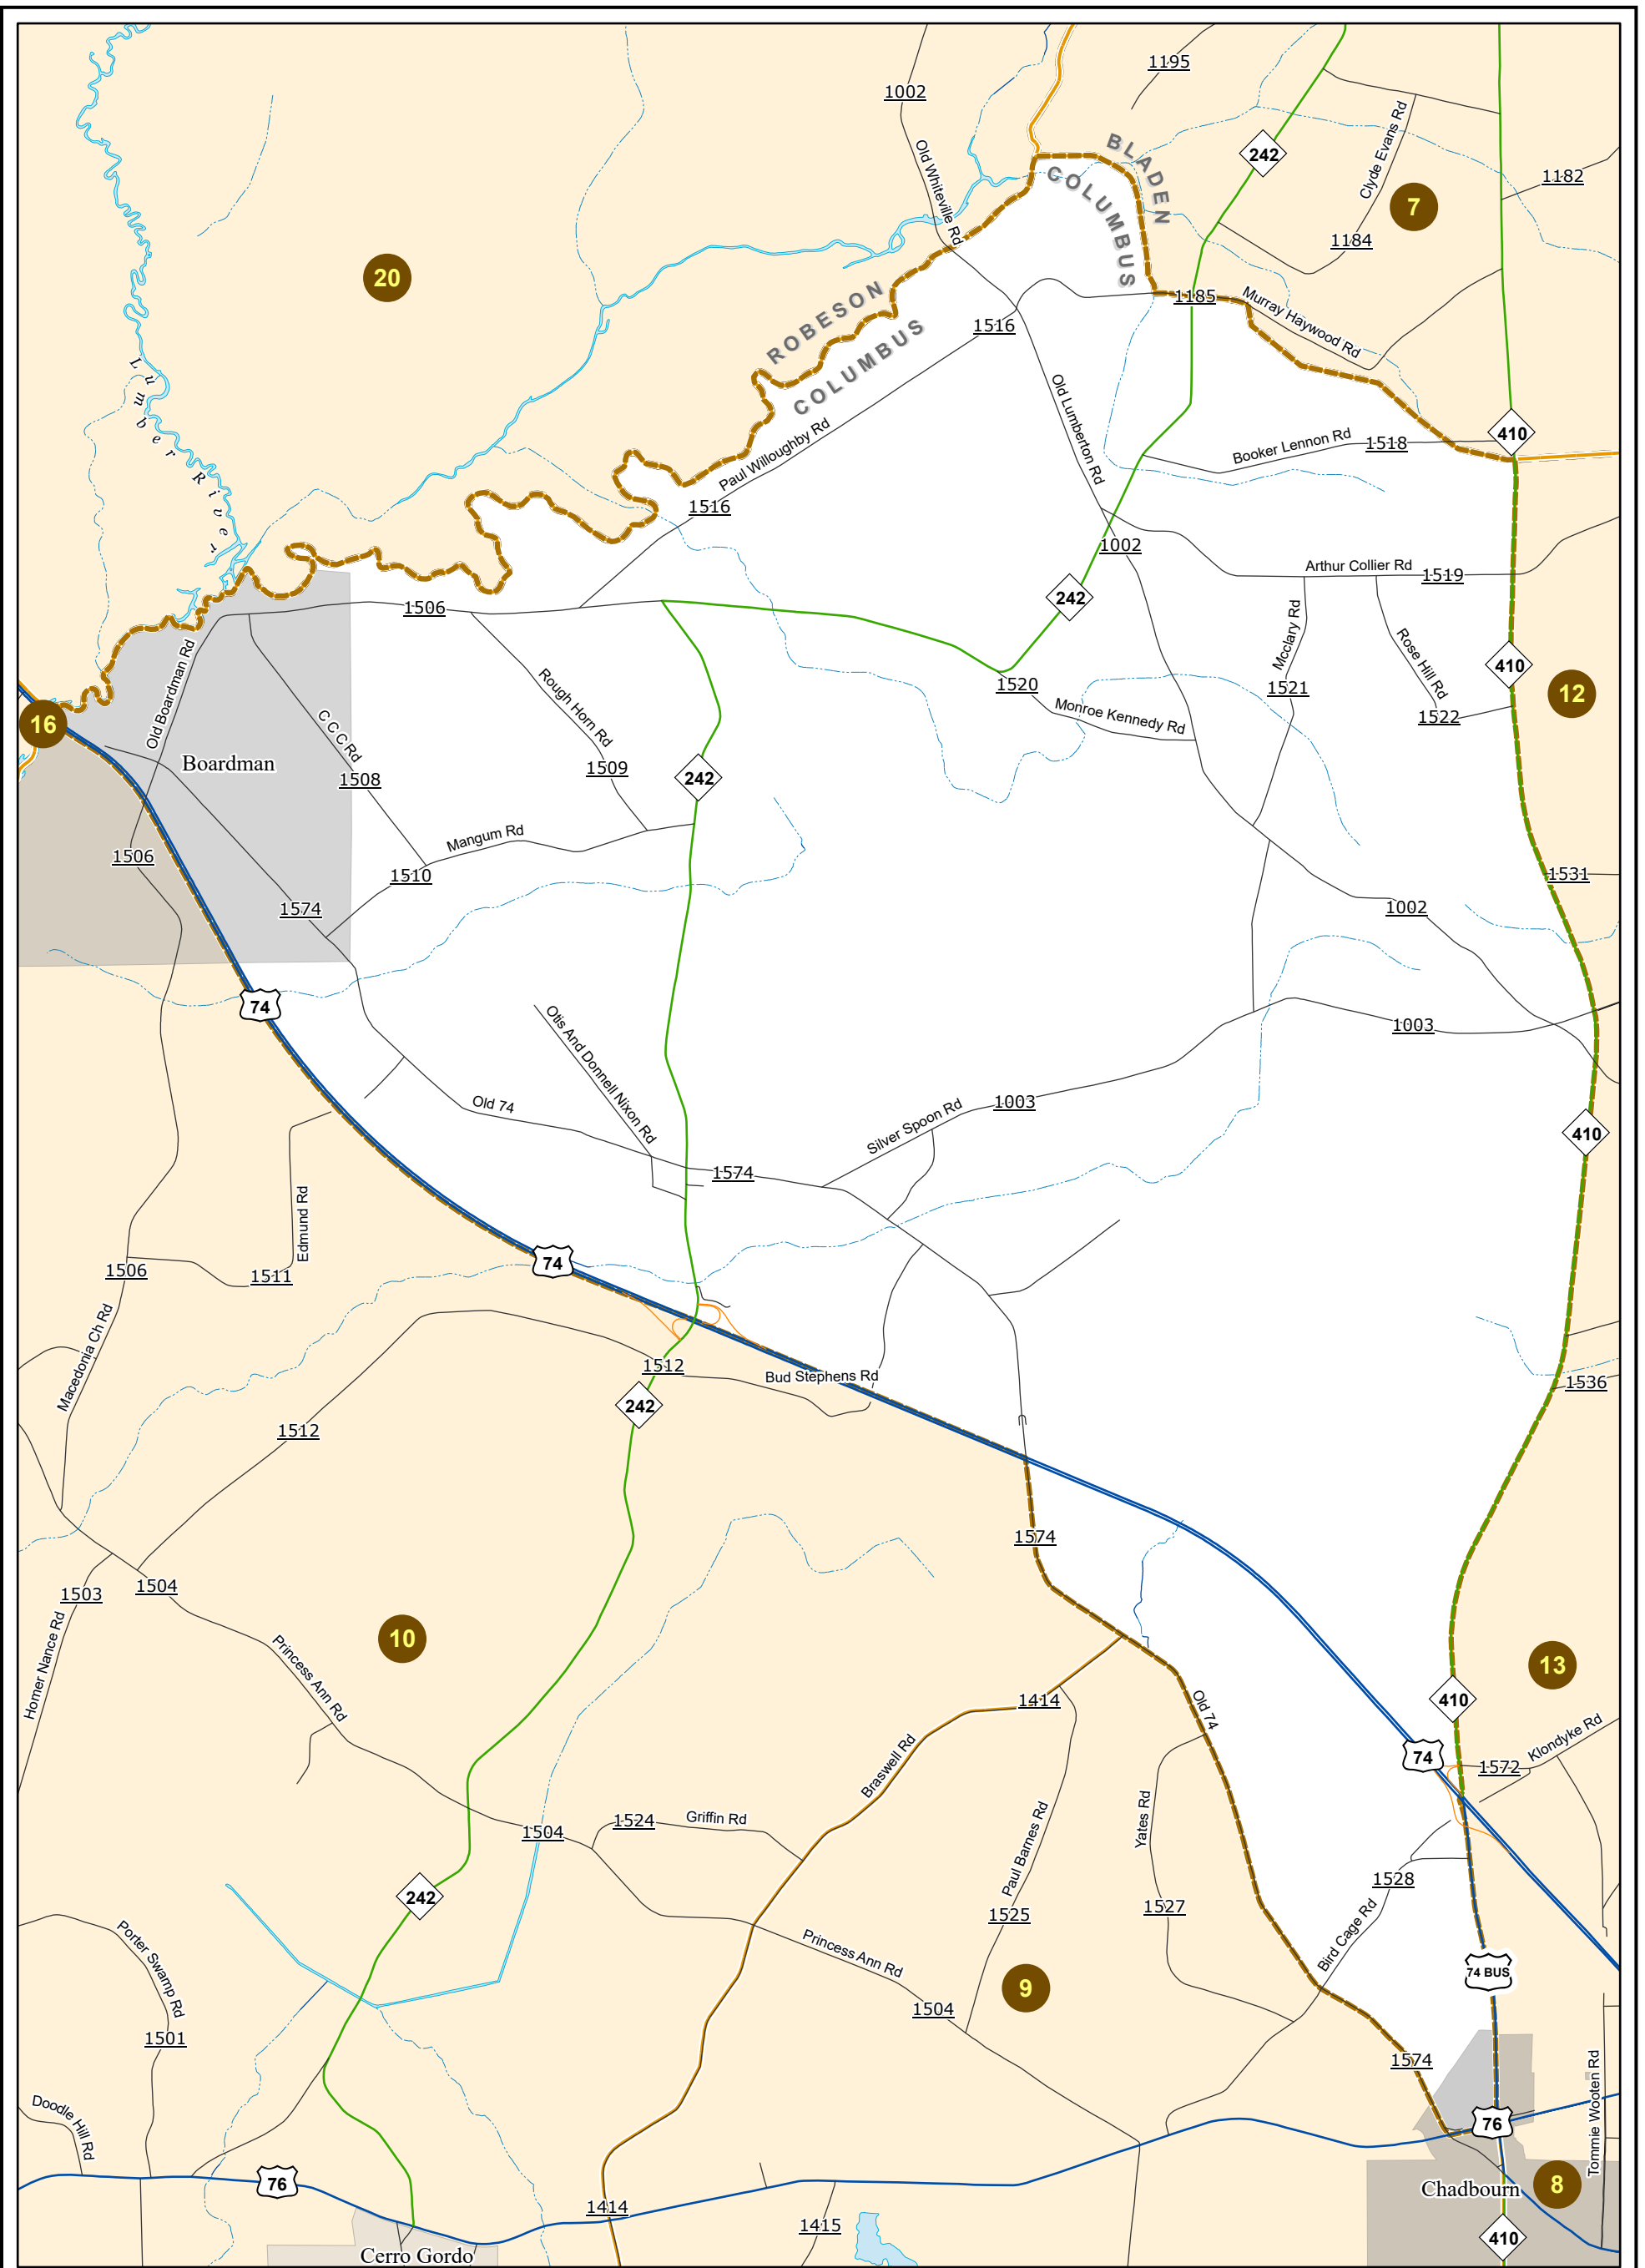 1195
1002
Old Whiteville Rd
BLADEN
COLUMBUS
242
Clyde Evans Rd
1182
7
1184
20
ROBESON
COLUMBUS
1185
Murray Haywood Rd
1516
Lumber River
Old Lumberton Rd
Paul Willoughby Rd
410
Booker Lennon Rd
1518
1516
1002
Arthur Collier Rd
1519
1506
242
Mcclary Rd
Rose Hill Rd
410
Old Boardman Rd
Rough Horn Rd
1520
1521
12
Monroe Kennedy Rd
1522
16
C C C Rd
Boardman
1508
1509
242
Mangum Rd
1506
1510
1531
1574
1002
74
1003
Otis And Donnell Nixon Rd
Old 74
Silver Spoon Rd
1003
410
1574
Edmund Rd
1506
1511
74
Macedonia Ch Rd
1512
Bud Stephens Rd
1536
242
1512
1574
1503
1504
Homer Nance Rd
Princess Ann Rd
10
13
1414
410
Old 74
Klondyke Rd
74
1572
Braswell Rd
Yates Rd
1504
1524
Griffin Rd
Paul Barnes Rd
1528
242
1525
1527
Bird Cage Rd
Porter Swamp Rd
Princess Ann Rd
74 BUS
9
1504
1501
1574
Tommie Wooten Rd
Doodle Hill Rd
76
76
8
Chadbourn
1414
1415
410
Cerro Gordo